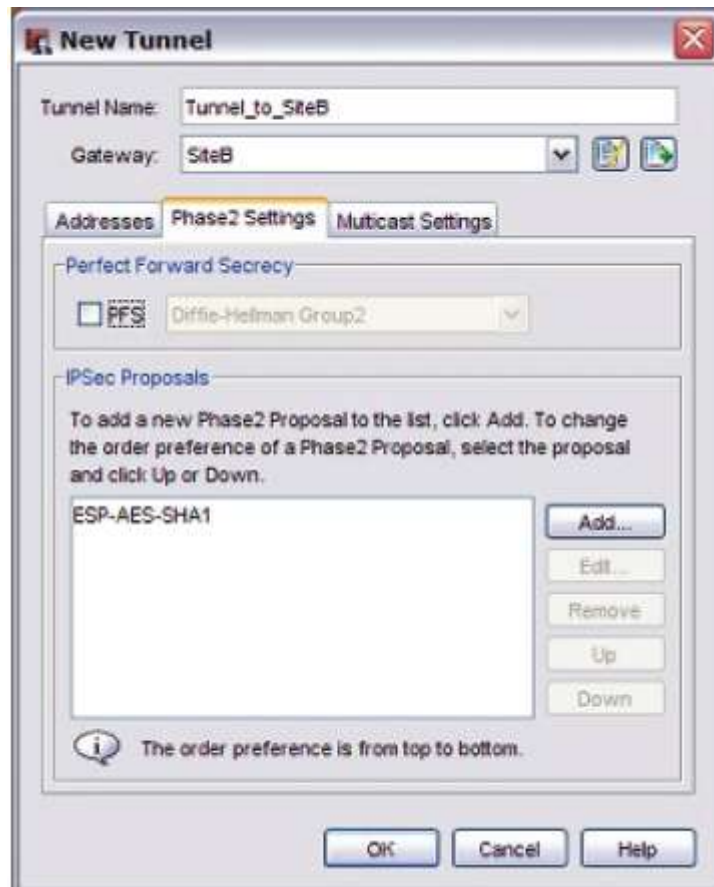 New Tunnel
Tunnel Name: Tunnel_to_SiteB
Gateway: SiteB
Addresses Phase2 Settings Multicast Settings
Perfect Forward Secrecy
PFS Diffie-Hellman Group2
IPSec Proposals
To add a new Phase2 Proposal to the list, click Add. To change
the order preference of a Phase2 Proposal, select the proposal
and click Up or Down.
ESP-AES-SHA1
Add...
Edit...
Remove
Up
Down
The order preference is from top to bottom.
OK Cancel Help